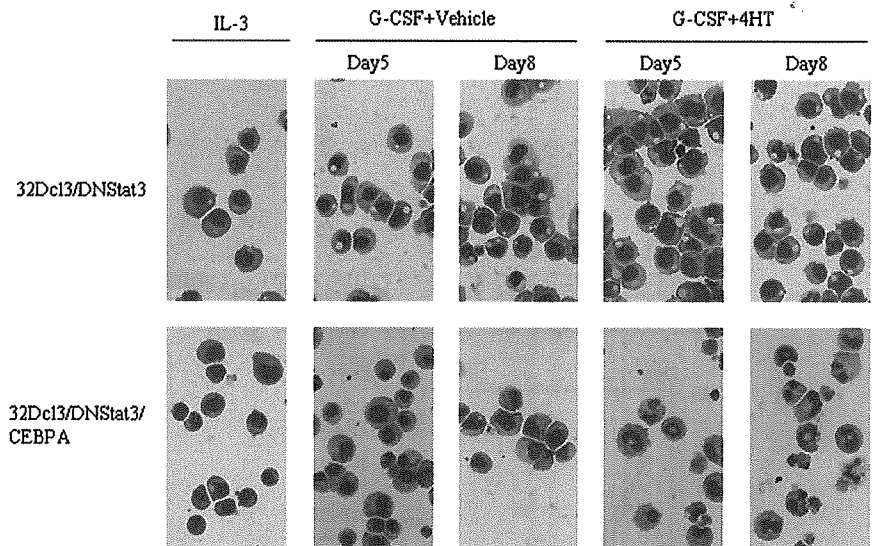 IL-3
G-CSF+Vehicle
G-CSF+4HT
Day5
Day8
Day5
Day8
32Dcl3/DNStat3
32Dcl3/DNStat3/
CEBPA